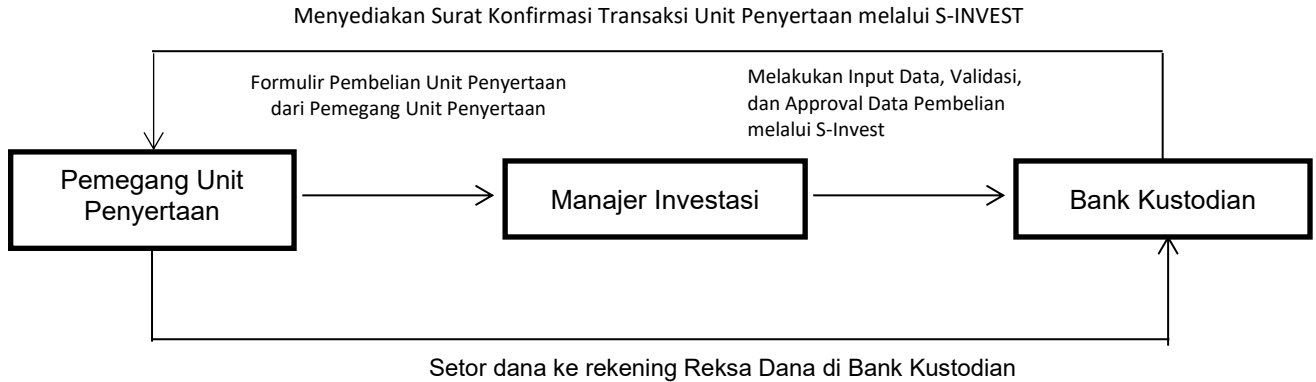 Menyediakan Surat Konfirmasi Transaksi Unit Penyertaan melalui S-INVEST
Formulir Pembelian Unit Penyertaan
dari Pemegang Unit Penyertaan
Melakukan Input Data, Validasi,
dan Approval Data Pembelian
melalui S-Invest
Pemegang Unit
Penyertaan
Manajer Investasi
Bank Kustodian
Setor dana ke rekening Reksa Dana di Bank Kustodian